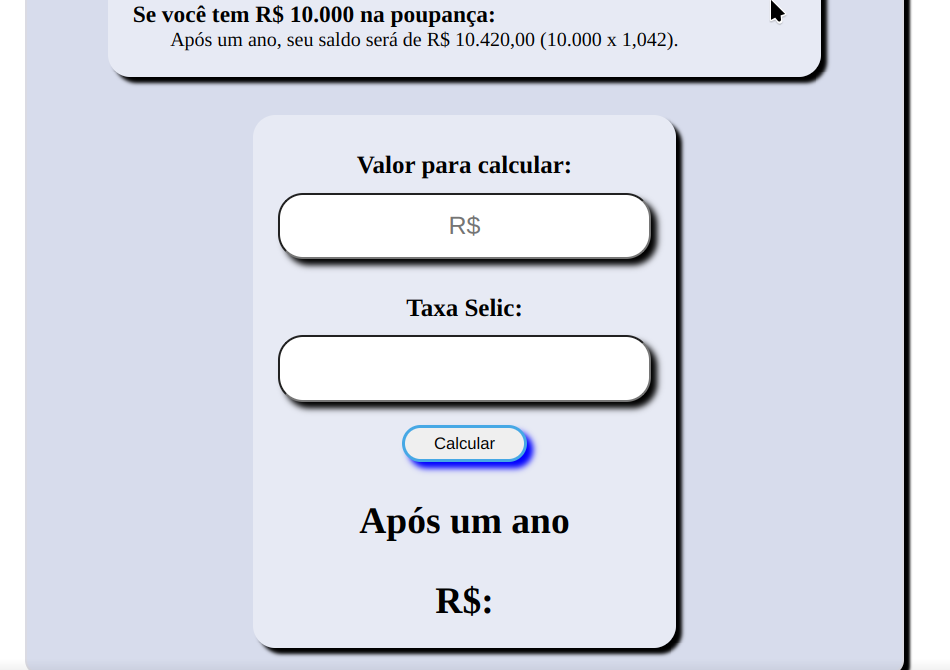 Se você tem R$ 10.000 na poupança:
Após um ano, seu saldo será de R$ 10.420,00 (10.000 x 1,042).
Valor para calcular:
R$
Taxa Selic:
Calcular
Após um ano
R$: